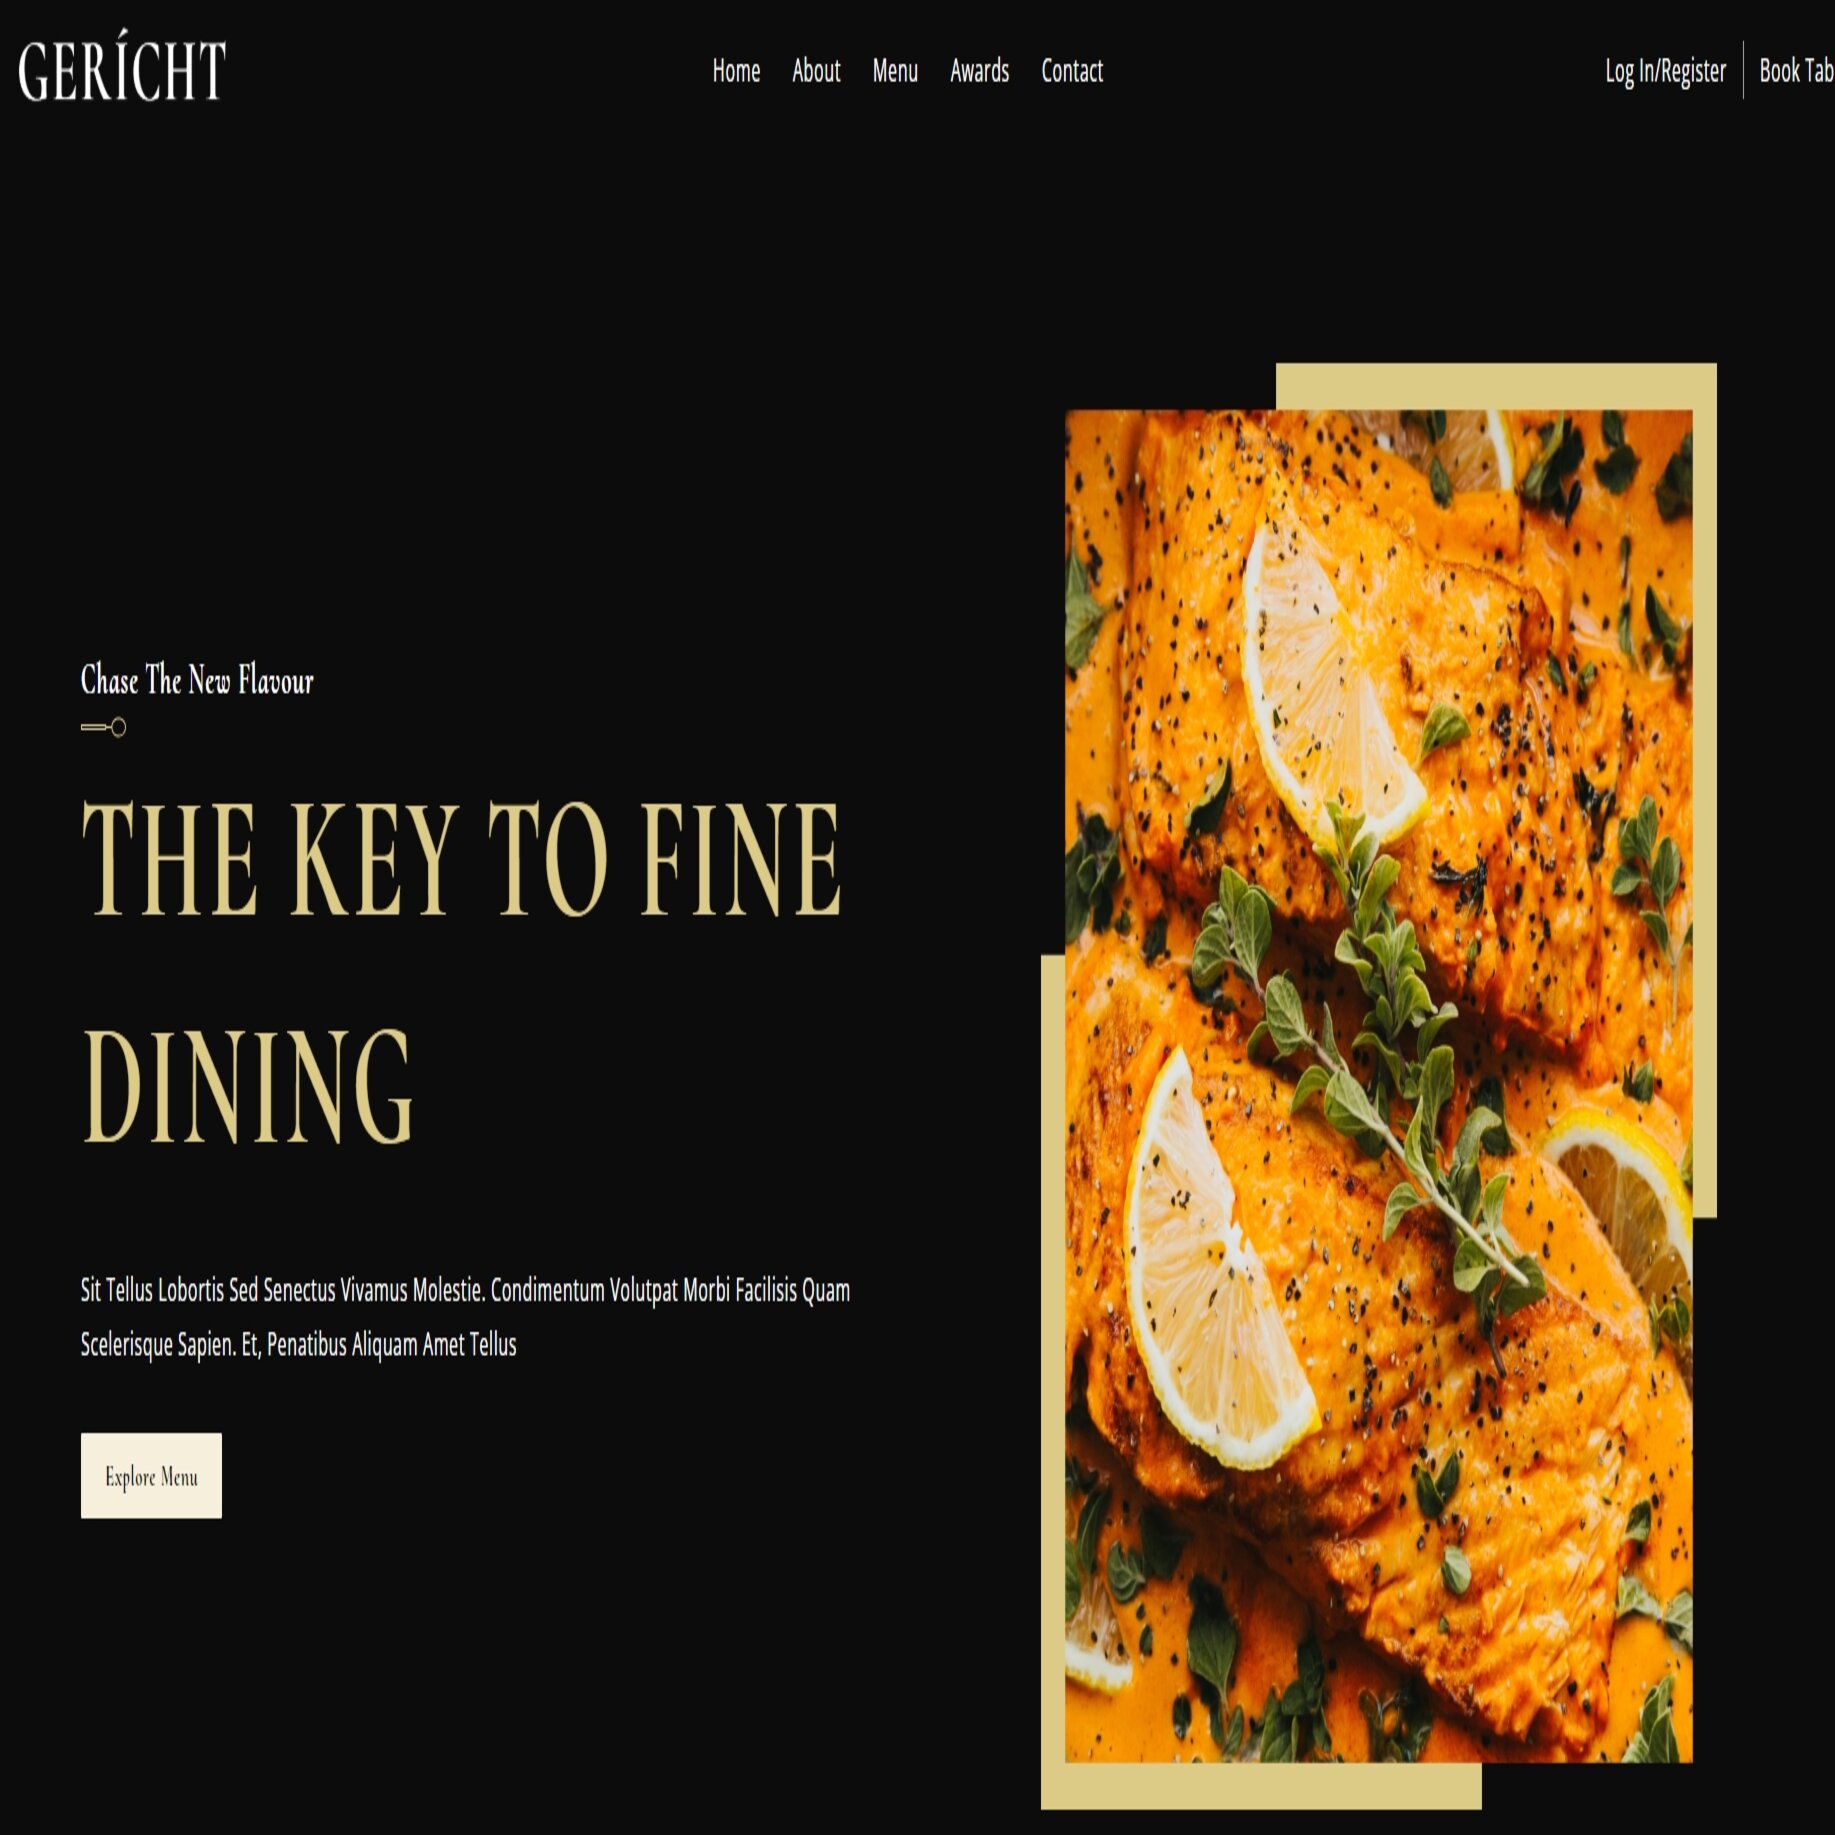 GERÍCHT
Home About Menu Awards Contact
Log In/Register Book Tab
Chase The New Flavour
THE KEY TO FINE
DINING
Sit Tellus Lobortis Sed Senectus Vivamus Molestie. Condimentum Volutpat Morbi Facilisis Quam
Scelerisque Sapien. Et, Penatibus Aliquam Amet Tellus
Explore Menu